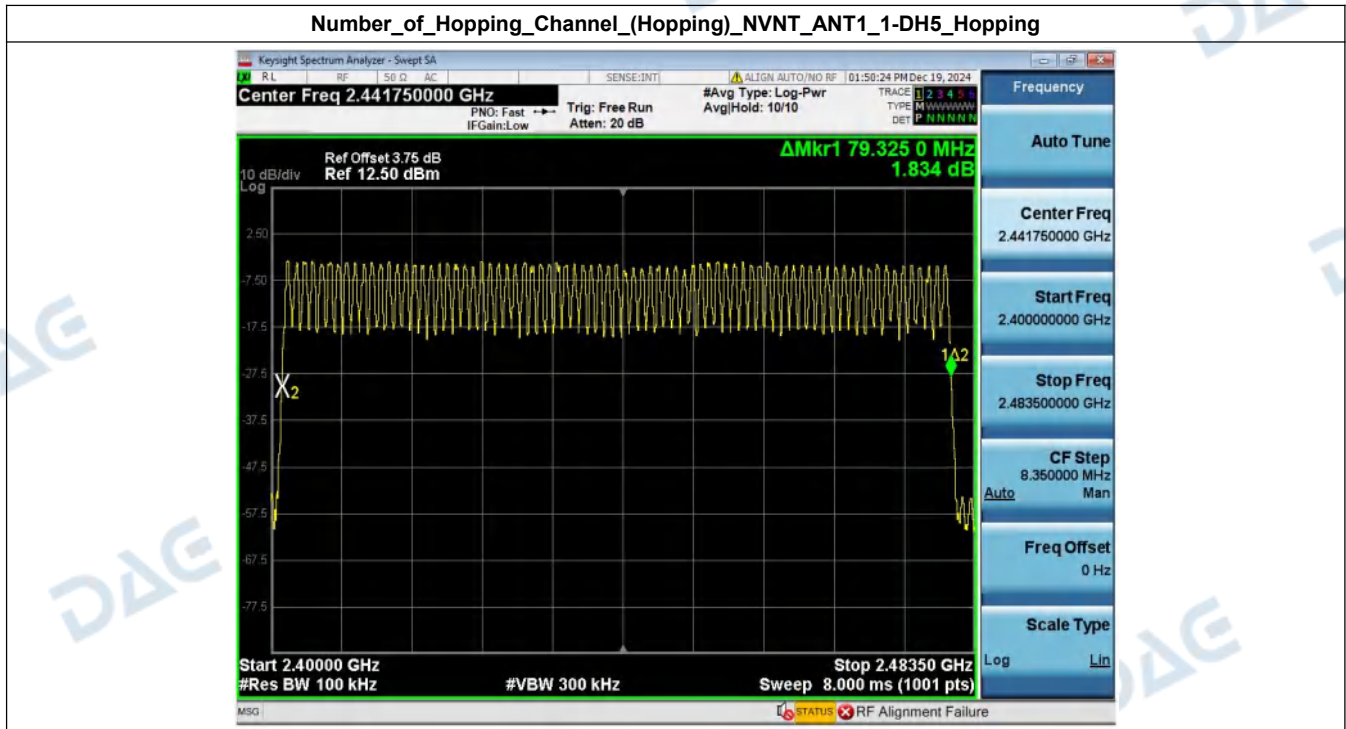 Number_of_Hopping_Channel_(Hopping)_NVNT_ANT1_1-DH5_Hopping
Keysight Spectrum Analyzer - Swept SA
RL RF 50 Ω AC SENSE:INT ALIGN AUTO/NO RF 01:50:24 PM Dec 19, 2024
Center Freq 2.441750000 GHz
PNO: Fast
IFGain:Low
Trig: Free Run
Atten: 20 dB
#Avg Type: Log-Pwr
Avg|Hold: 10/10
TRACE 1 2 3 4 5 6
TYPE M W W W W W
DET P N N N N N
Frequency
ΔMkr1 79.325 0 MHz
1.834 dB
Ref Offset 3.75 dB
10 dB/div Ref 12.50 dBm
Log
2.50
-7.50
-17.5
-27.5
-37.5
-47.5
-57.5
-67.5
-77.5
X2
1Δ2
Start 2.40000 GHz
Stop 2.48350 GHz
#Res BW 100 kHz
#VBW 300 kHz
Sweep 8.000 ms (1001 pts)
Auto Tune
Center Freq
2.441750000 GHz
Start Freq
2.400000000 GHz
Stop Freq
2.483500000 GHz
CF Step
8.350000 MHz
Auto Man
Freq Offset
0 Hz
Scale Type
Log Lin
MSG
STATUS RF Alignment Failure
DAE
DAE